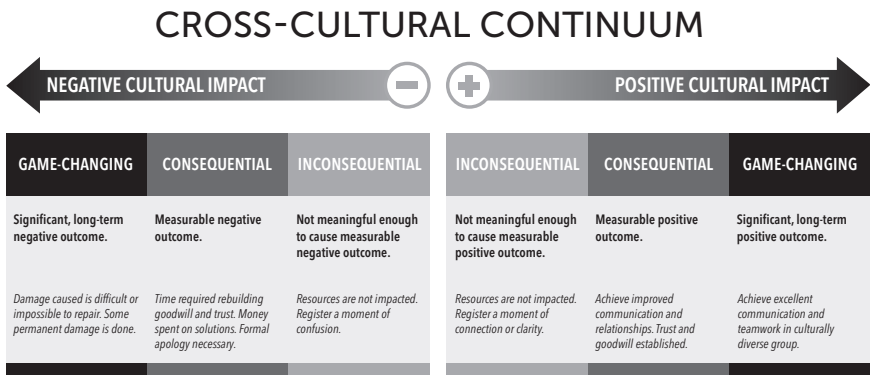 CROSS-CULTURAL CONTINUUM
NEGATIVE CULTURAL IMPACT
POSITIVE CULTURAL IMPACT
GAME-CHANGING
CONSEQUENTIAL
INCONSEQUENTIAL
INCONSEQUENTIAL
CONSEQUENTIAL
GAME-CHANGING
Significant, long-term
negative outcome.
Measurable negative
outcome.
Not meaningful enough
to cause measurable
negative outcome.
Not meaningful enough
to cause measurable
positive outcome.
Measurable positive
outcome.
Significant, long-term
positive outcome.
Damage caused is difficult or
impossible to repair. Some
permanent damage is done.
Time required rebuilding
goodwill and trust. Money
spent on solutions. Formal
apology necessary.
Resources are not impacted.
Register a moment of
confusion.
Resources are not impacted.
Register a moment of
connection or clarity.
Achieve improved
communication and
relationships. Trust and
goodwill established.
Achieve excellent
communication and
teamwork in culturally
diverse group.